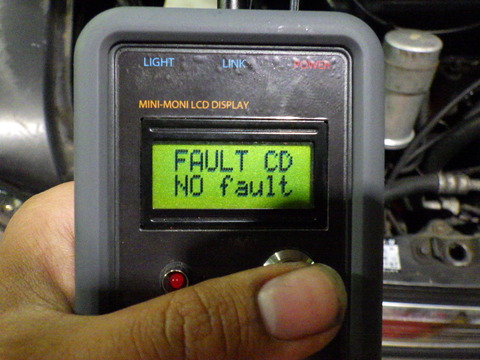 LIGHT LINK POWER
MINI-MONI LCD DISPLAY
FAULT CD
NO fault